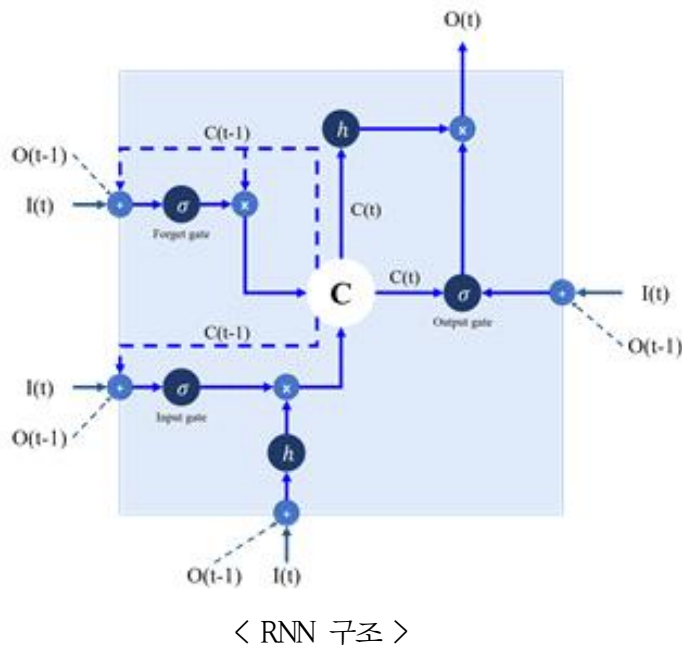 O(t)
h
×
C(t-1)
O(t-1)
I(t)
+
σ
×
Forget gate
C(t)
C
C(t)
σ
Output gate
+
I(t)
O(t-1)
C(t-1)
I(t)
+
σ
×
Input gate
O(t-1)
h
+
O(t-1)
I(t)
< RNN 구조 >